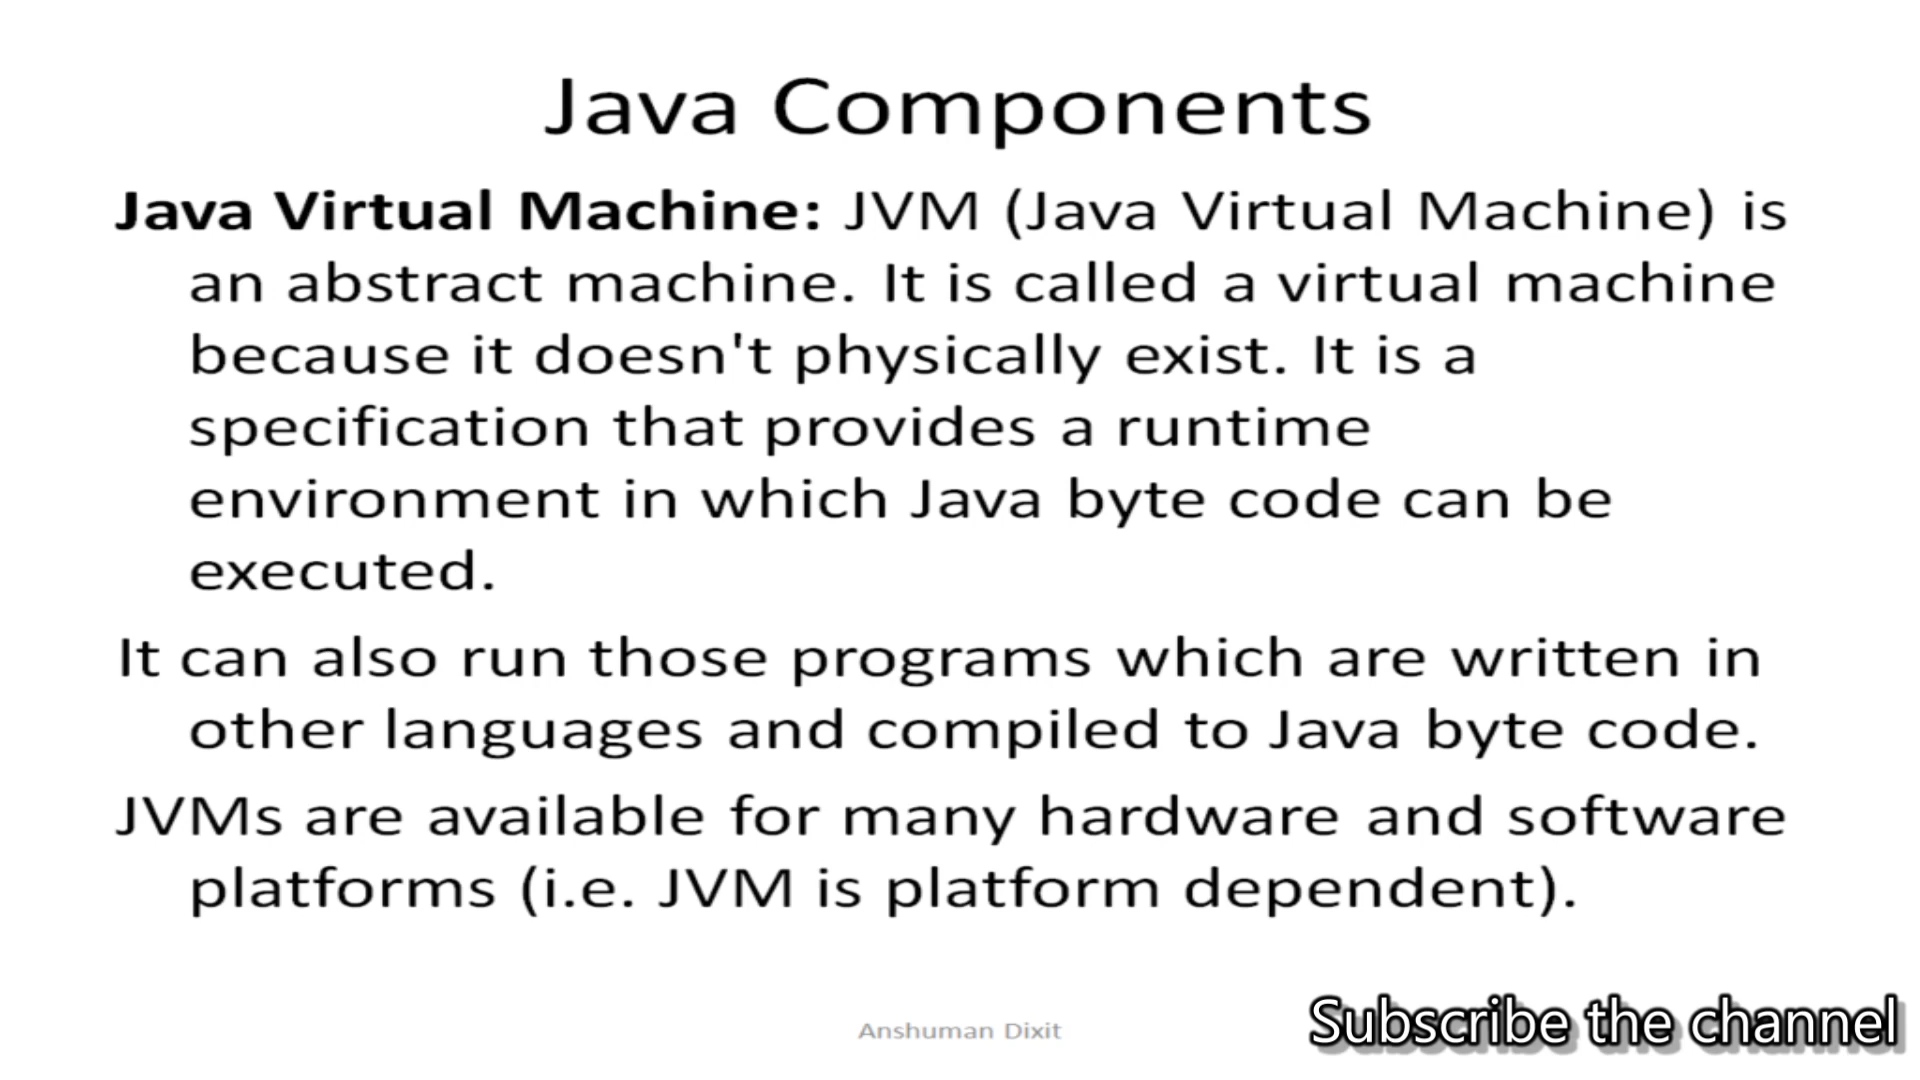 Java Components
Java Virtual Machine: JVM (Java Virtual Machine) is
an abstract machine. It is called a virtual machine
because it doesn't physically exist. It is a
specification that provides a runtime
environment in which Java byte code can be
executed.
It can also run those programs which are written in
other languages and compiled to Java byte code.
JVMs are available for many hardware and software
platforms (i.e. JVM is platform dependent).
Anshuman Dixit
Subscribe the channel